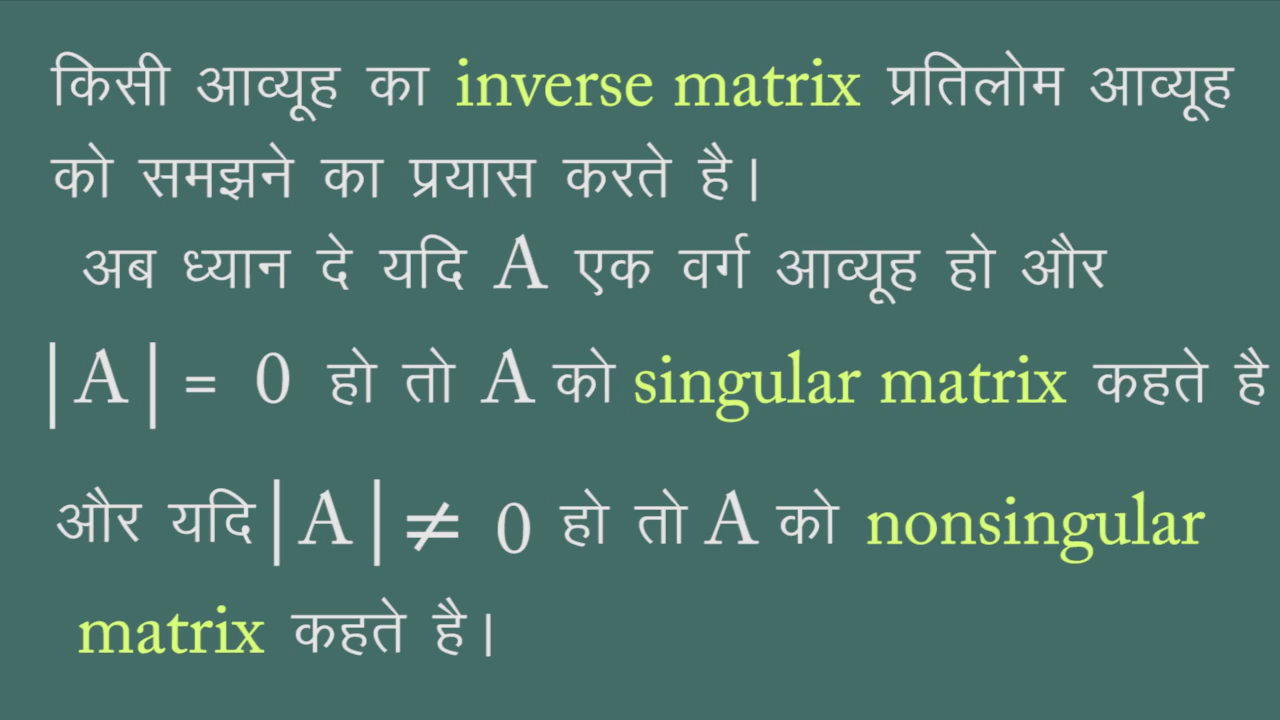 किसी आव्यूह का inverse matrix प्रतिलोम आव्यूह
को समझने का प्रयास करते है।
अब ध्यान दे यदि A एक वर्ग आव्यूह हो और
|A| = 0 हो तो A को singular matrix कहते है
और यदि |A| ≠ 0 हो तो A को nonsingular
matrix कहते है।